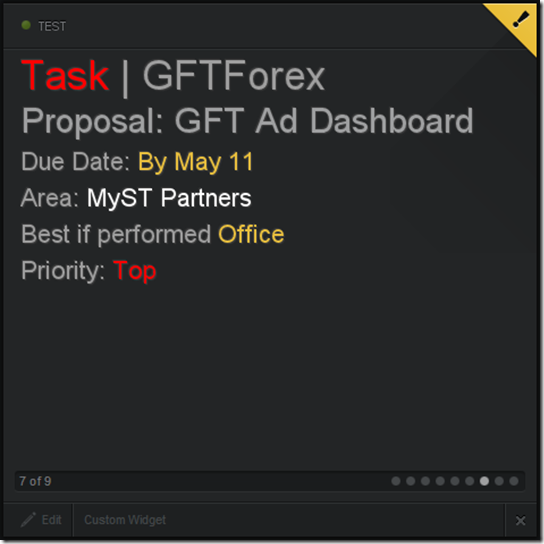 TEST
Task | GFTForex
Proposal: GFT Ad Dashboard
Due Date: By May 11
Area: MyST Partners
Best if performed Office
Priority: Top
7 of 9
Edit Custom Widget